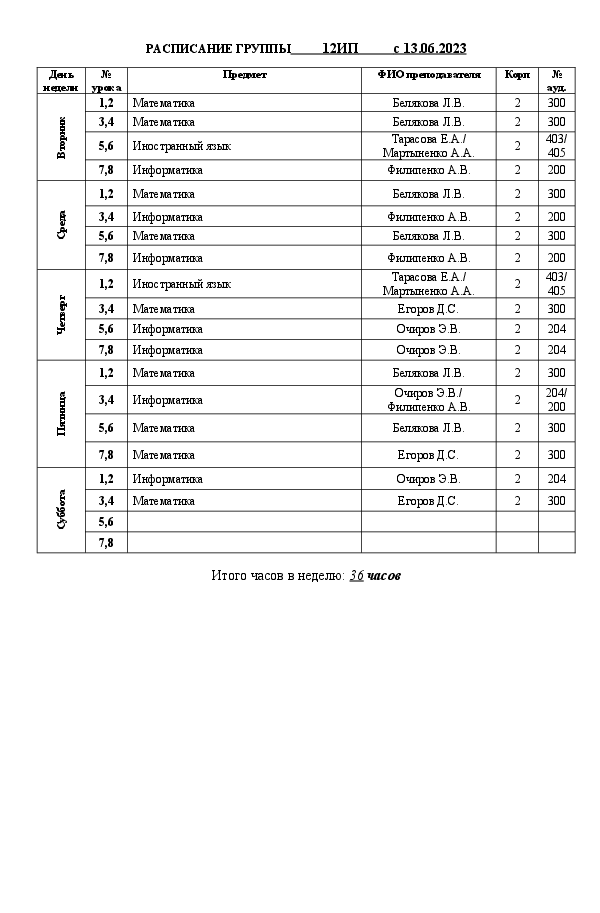 РАСПИСАНИЕ ГРУППЫ 12ИП с 13.06.2023
День недели № урока Предмет ФИО преподавателя Корп № ауд.
Вторник
1,2 Математика Белякова Л.В. 2 300
3,4 Математика Белякова Л.В. 2 300
5,6 Иностранный язык Тарасова Е.А./ Мартыненко А.А. 2 403/ 405
7,8 Информатика Филипенко А.В. 2 200
Среда
1,2 Математика Белякова Л.В. 2 300
3,4 Информатика Филипенко А.В. 2 200
5,6 Математика Белякова Л.В. 2 300
7,8 Информатика Филипенко А.В. 2 200
Четверг
1,2 Иностранный язык Тарасова Е.А./ Мартыненко А.А. 2 403/ 405
3,4 Математика Егоров Д.С. 2 300
5,6 Информатика Очиров Э.В. 2 204
7,8 Информатика Очиров Э.В. 2 204
Пятница
1,2 Математика Белякова Л.В. 2 300
3,4 Информатика Очиров Э.В./ Филипенко А.В. 2 204/ 200
5,6 Математика Белякова Л.В. 2 300
7,8 Математика Егоров Д.С. 2 300
Суббота
1,2 Информатика Очиров Э.В. 2 204
3,4 Математика Егоров Д.С. 2 300
5,6
7,8
Итого часов в неделю: 36 часов